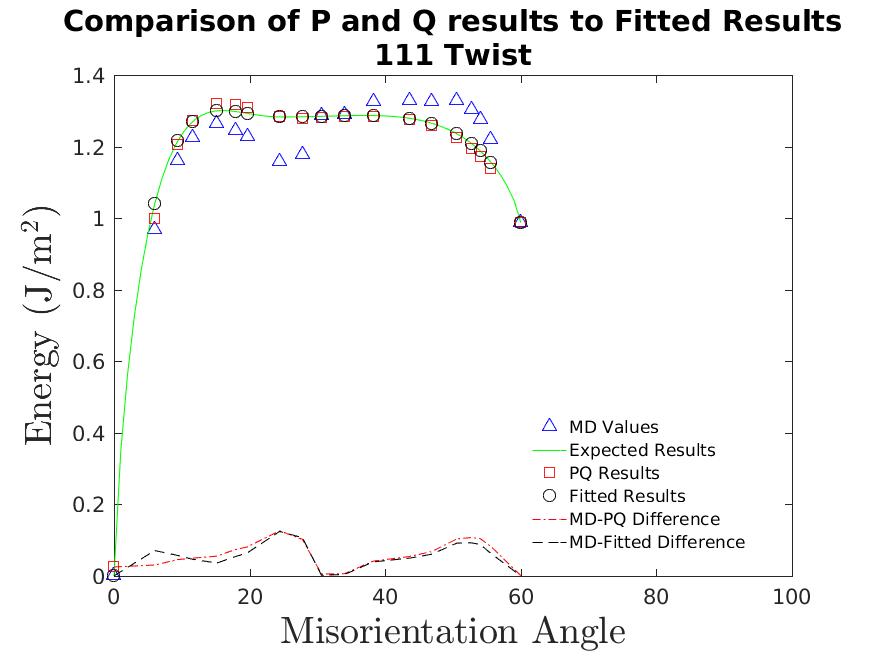 Comparison of P and Q results to Fitted Results
111 Twist
1.4
1.2
1
0.8
0.6
0.4
0.2
0
Energy (J/m²)
MD Values
Expected Results
PQ Results
Fitted Results
MD-PQ Difference
MD-Fitted Difference
0 20 40 60 80 100
Misorientation Angle